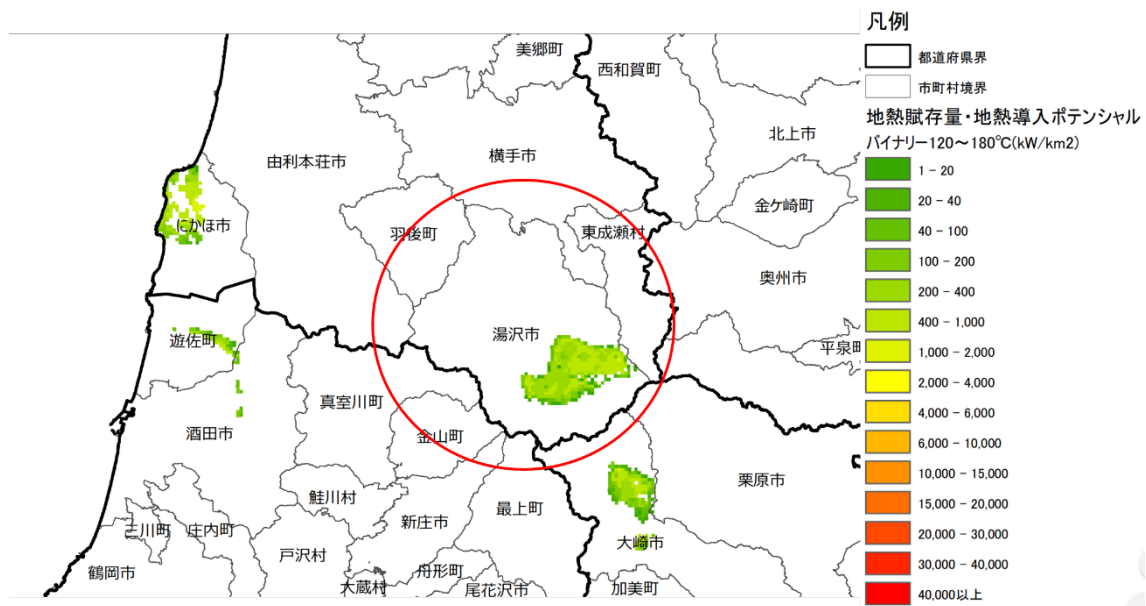 美郷町
西和賀町
北上市
由利本荘市
横手市
金ケ崎町
にかほ市
羽後町
東成瀬村
奥州市
湯沢市
遊佐町
平泉町
真室川町
酒田市
金山町
栗原市
鮭川村
最上町
三川町
庄内町
新庄市
大崎市
戸沢村
鶴岡市
舟形町
大蔵村
尾花沢市
加美町
凡例
都道府県界
市町村境界
地熱賦存量・地熱導入ポテンシャル
バイナリー120～180℃(kW/km2)
1 - 20
20 - 40
40 - 100
100 - 200
200 - 400
400 - 1,000
1,000 - 2,000
2,000 - 4,000
4,000 - 6,000
6,000 - 10,000
10,000 - 15,000
15,000 - 20,000
20,000 - 30,000
30,000 - 40,000
40,000以上